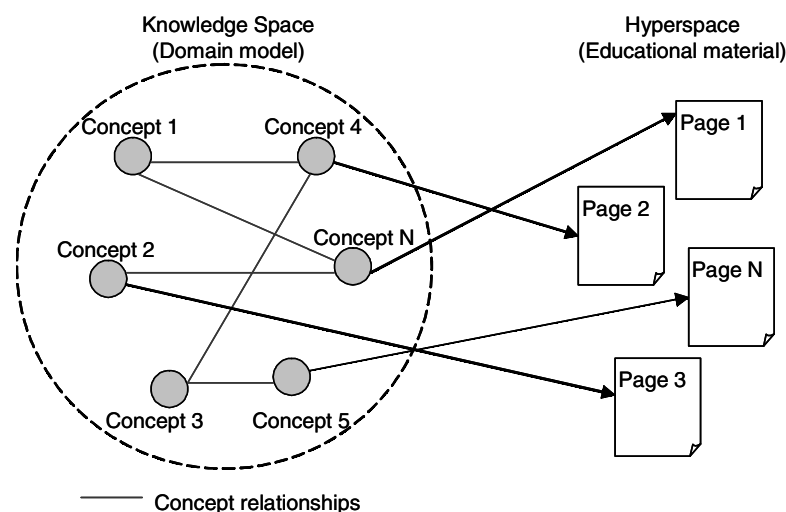 Knowledge Space
(Domain model)
Hyperspace
(Educational material)
Concept 1
Concept 4
Page 1
Page 2
Concept N
Concept 2
Page N
Page 3
Concept 3
Concept 5
Concept relationships